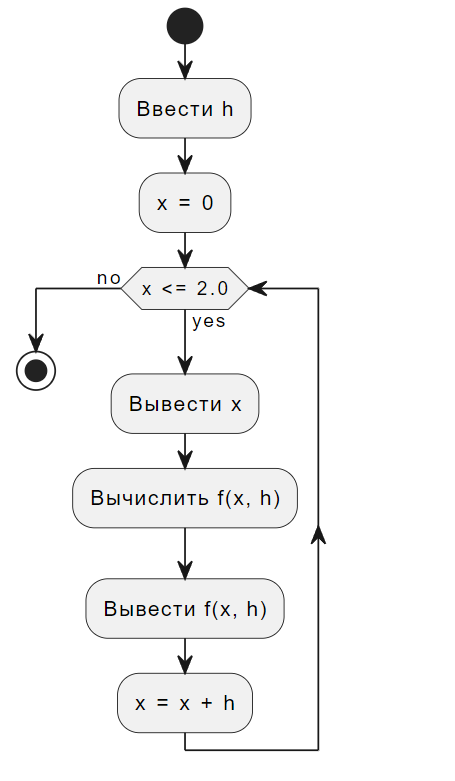 Ввести h
x = 0
no
x <= 2.0
yes
Вывести x
Вычислить f(x, h)
Вывести f(x, h)
x = x + h